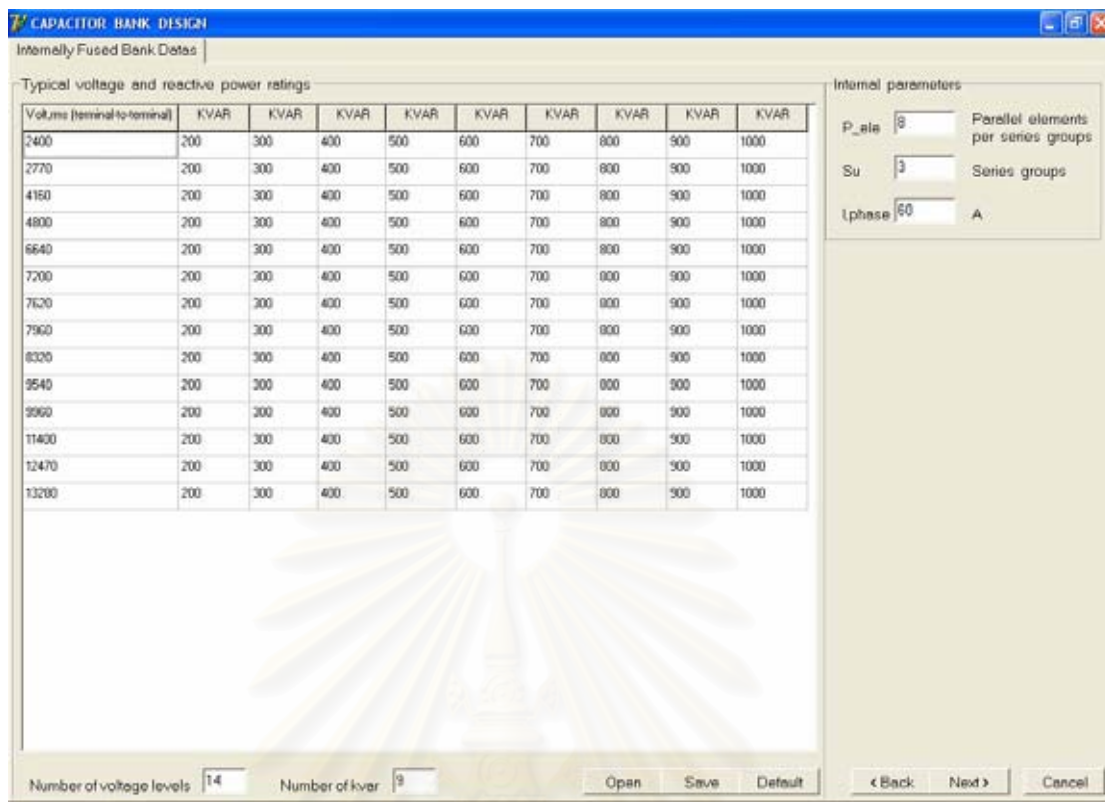 CAPACITOR BANK DESIGN
Internally Fused Bank Datas
Typical voltage and reactive power ratings
Volt,rms (terminal-to-terminal) KVAR KVAR KVAR KVAR KVAR KVAR KVAR KVAR KVAR
2400 200 300 400 500 600 700 800 900 1000
2770 200 300 400 500 600 700 800 900 1000
4160 200 300 400 500 600 700 800 900 1000
4800 200 300 400 500 600 700 800 900 1000
6640 200 300 400 500 600 700 800 900 1000
7200 200 300 400 500 600 700 800 900 1000
7620 200 300 400 500 600 700 800 900 1000
7960 200 300 400 500 600 700 800 900 1000
8320 200 300 400 500 600 700 800 900 1000
9540 200 300 400 500 600 700 800 900 1000
9960 200 300 400 500 600 700 800 900 1000
11400 200 300 400 500 600 700 800 900 1000
12470 200 300 400 500 600 700 800 900 1000
13280 200 300 400 500 600 700 800 900 1000
Number of voltage levels 14 Number of kvar 9 Open Save Default
Internal parameters
P_ele 8 Parallel elements
per series groups
Su 3 Series groups
I,phase 60 A
< Back Next > Cancel